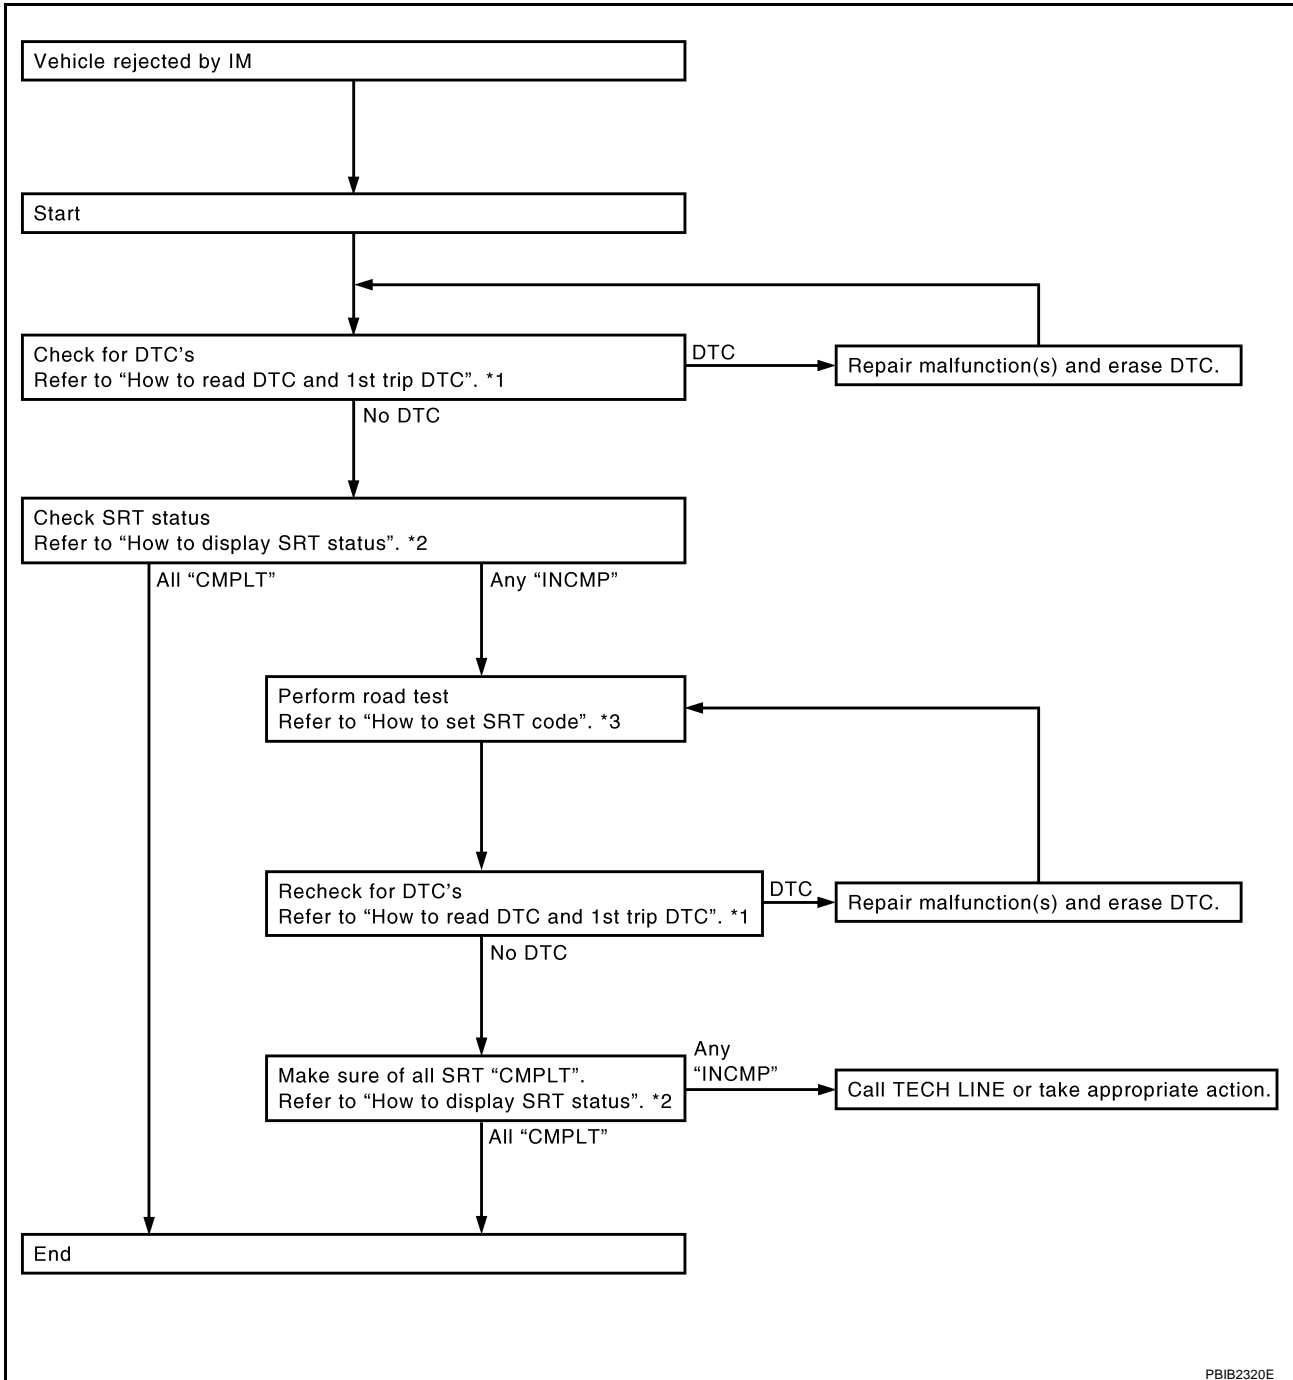 Vehicle rejected by IM
Start
Check for DTC's
Refer to “How to read DTC and 1st trip DTC”. *1
DTC
Repair malfunction(s) and erase DTC.
No DTC
Check SRT status
Refer to “How to display SRT status”. *2
All “CMPLT”
Any “INCMP”
Perform road test
Refer to “How to set SRT code”. *3
Recheck for DTC's
Refer to “How to read DTC and 1st trip DTC”. *1
DTC
Repair malfunction(s) and erase DTC.
No DTC
Make sure of all SRT “CMPLT”.
Refer to “How to display SRT status”. *2
Any
“INCMP”
Call TECH LINE or take appropriate action.
All “CMPLT”
End
PBIB2320E